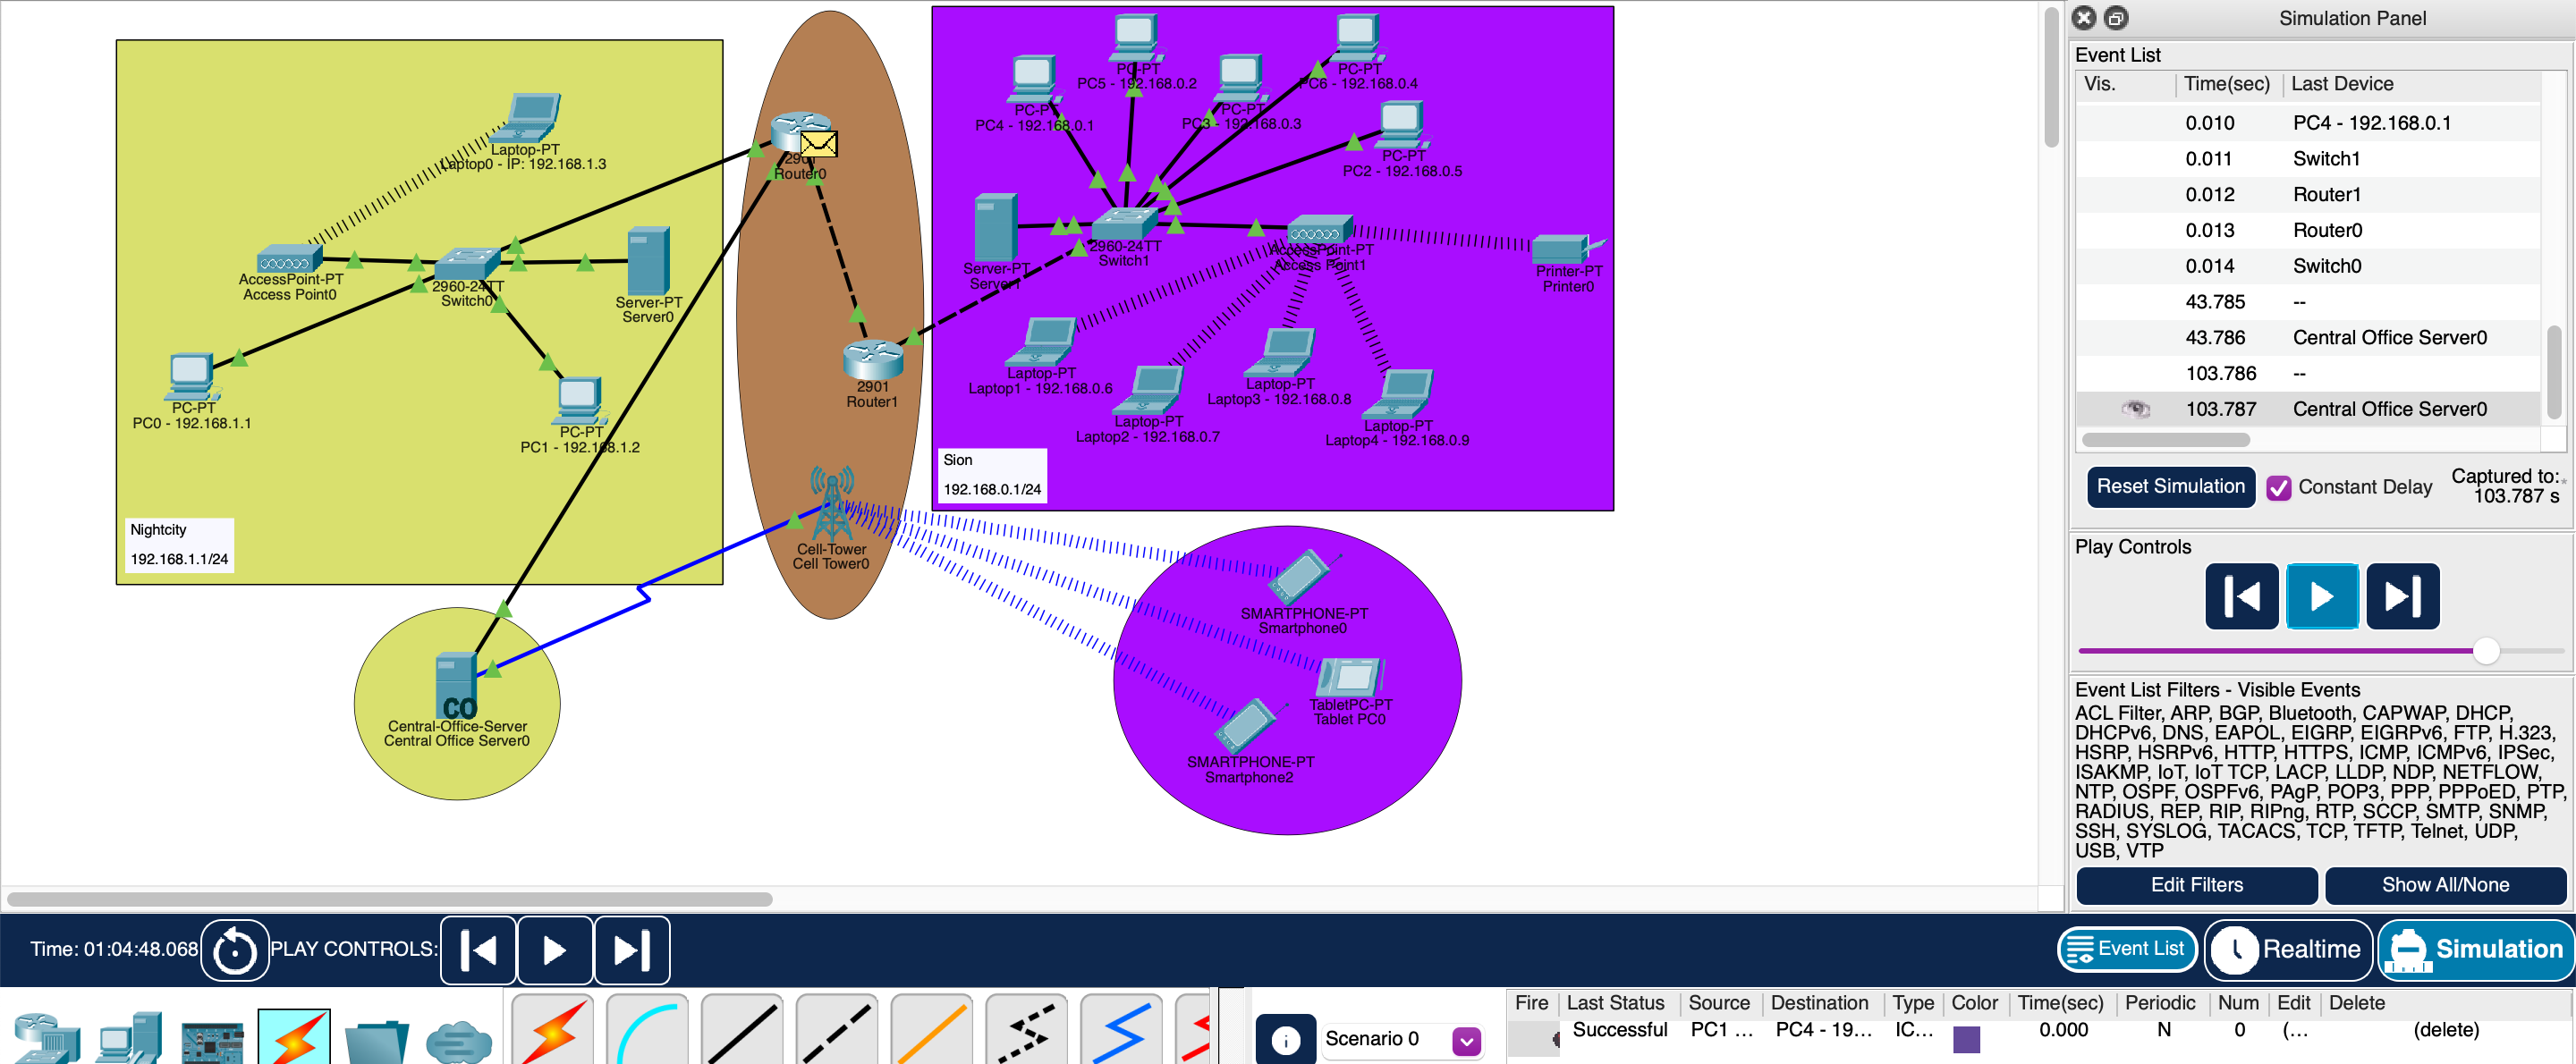 Laptop-PT
Laptop0 - IP: 192.168.1.3
AccessPoint-PT
Access Point0
2960-24TT
Switch0
Server-PT
Server0
PC-PT
PC0 - 192.168.1.1
PC-PT
PC1 - 192.168.1.2
Nightcity
192.168.1.1/24
2901
Router0
2901
Router1
Cell-Tower
Cell Tower0
CO
Central-Office-Server
Central Office Server0
PC-PT
PC5 - 192.168.0.2
PC-PT
PC6 - 192.168.0.4
PC-PT
PC4 - 192.168.0.1
PC-PT
PC3 - 192.168.0.3
PC-PT
PC2 - 192.168.0.5
Server-PT
Server1
2960-24TT
Switch1
AccessPoint-PT
Access Point1
Printer-PT
Printer0
Laptop-PT
Laptop1 - 192.168.0.6
Laptop-PT
Laptop2 - 192.168.0.7
Laptop-PT
Laptop3 - 192.168.0.8
Laptop-PT
Laptop4 - 192.168.0.9
Sion
192.168.0.1/24
SMARTPHONE-PT
Smartphone0
TabletPC-PT
Tablet PC0
SMARTPHONE-PT
Smartphone2
Simulation Panel
Event List
Vis. Time(sec) Last Device
0.010 PC4 - 192.168.0.1
0.011 Switch1
0.012 Router1
0.013 Router0
0.014 Switch0
43.785 --
43.786 Central Office Server0
103.786 --
103.787 Central Office Server0
Reset Simulation Constant Delay Captured to:*
103.787 s
Play Controls
Event List Filters - Visible Events
ACL Filter, ARP, BGP, Bluetooth, CAPWAP, DHCP,
DHCPv6, DNS, EAPOL, EIGRP, EIGRPv6, FTP, H.323,
HSRP, HSRPv6, HTTP, HTTPS, ICMP, ICMPv6, IPSec,
ISAKMP, IoT, IoT TCP, LACP, LLDP, NDP, NETFLOW,
NTP, OSPF, OSPFv6, PAgP, POP3, PPP, PPPoED, PTP,
RADIUS, REP, RIP, RIPng, RTP, SCCP, SMTP, SNMP,
SSH, SYSLOG, TACACS, TCP, TFTP, Telnet, UDP,
USB, VTP
Edit Filters Show All/None
Time: 01:04:48.068 PLAY CONTROLS:
Event List Realtime Simulation
Scenario 0
Fire Last Status Source Destination Type Color Time(sec) Periodic Num Edit Delete
Successful PC1 ... PC4 - 19... IC... 0.000 N 0 (... (delete)